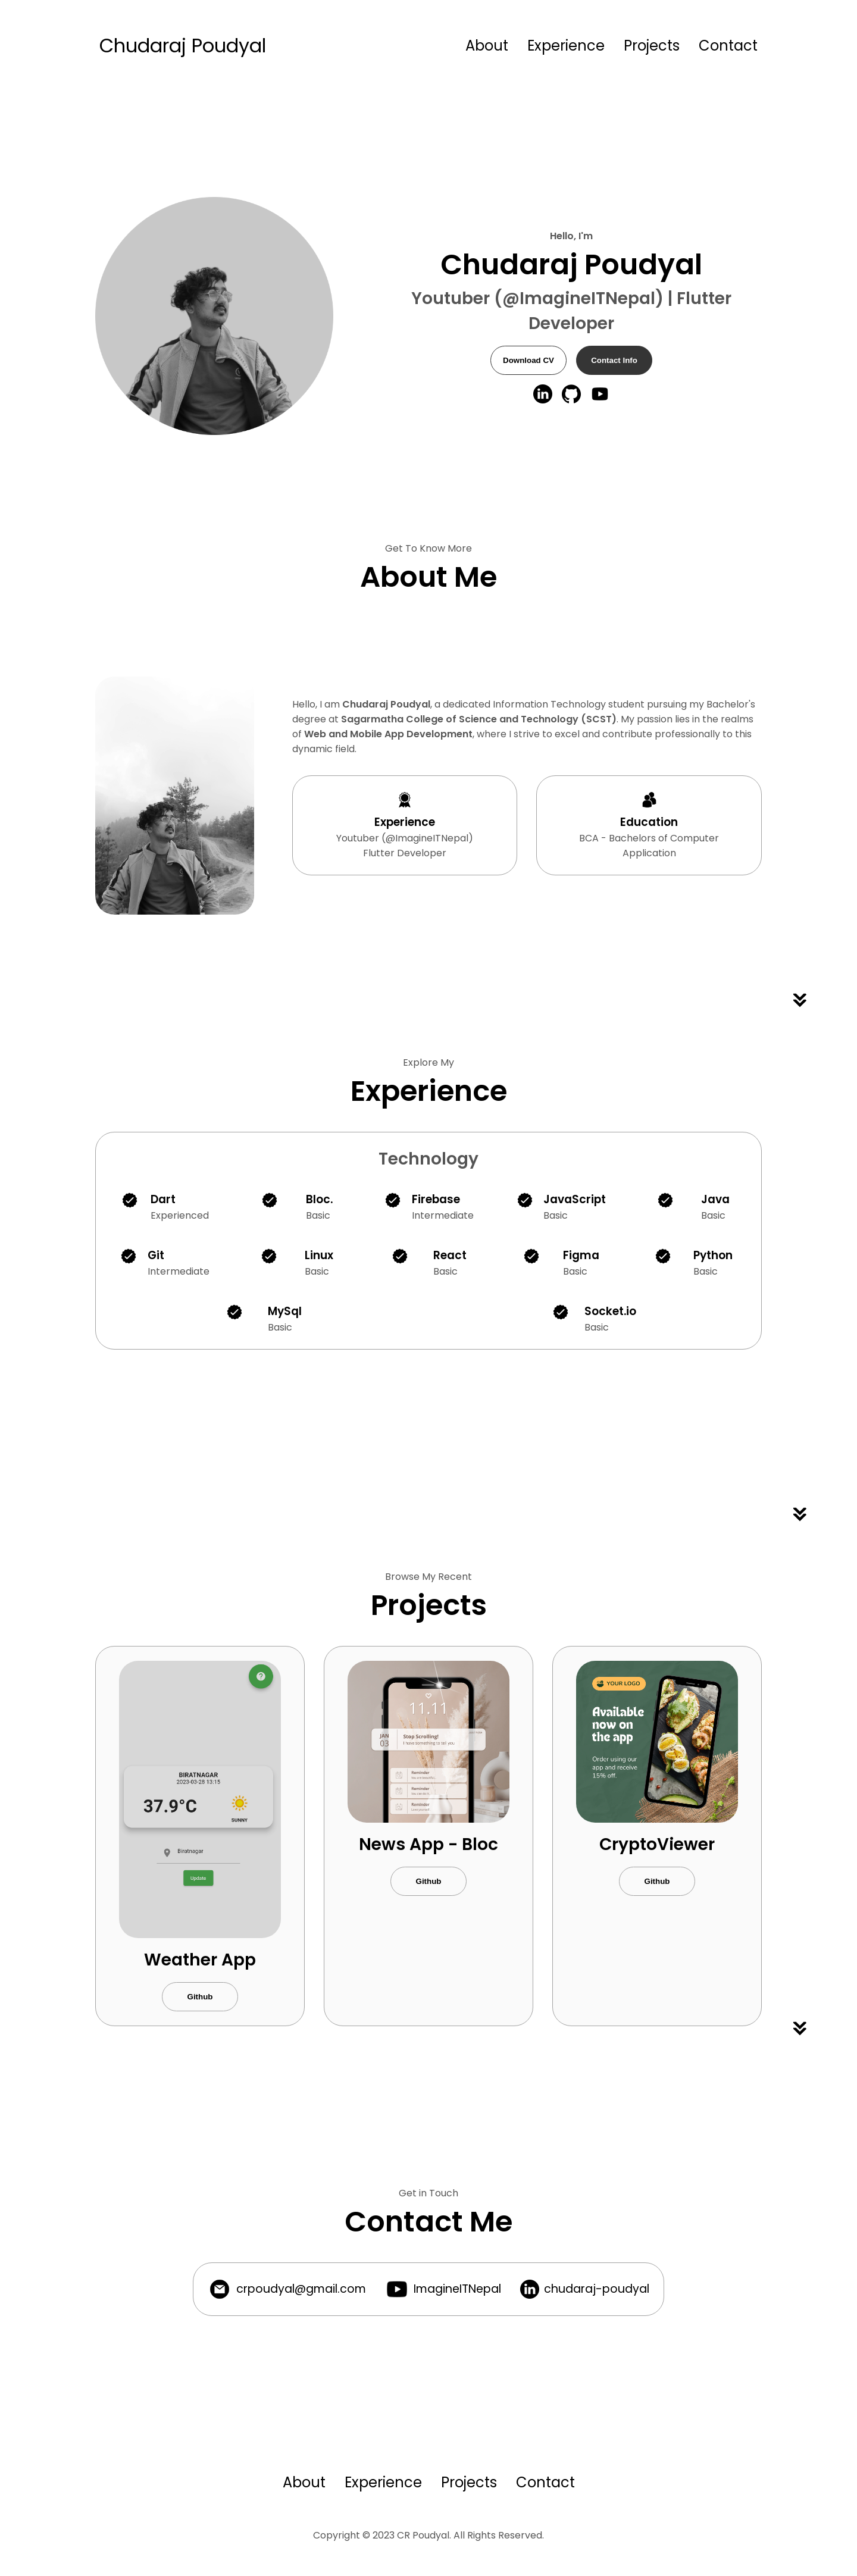 Chudaraj Poudyal
About Experience Projects Contact
Hello, I'm
Chudaraj Poudyal
Youtuber (@ImagineITNepal) | Flutter
Developer
Download CV
Contact Info
Get To Know More
About Me
Hello, I am Chudaraj Poudyal, a dedicated Information Technology student pursuing my Bachelor's
degree at Sagarmatha College of Science and Technology (SCST). My passion lies in the realms
of Web and Mobile App Development, where I strive to excel and contribute professionally to this
dynamic field.
Experience
Youtuber (@ImagineITNepal)
Flutter Developer
Education
BCA - Bachelors of Computer
Application
Explore My
Experience
Technology
Dart
Experienced
Bloc.
Basic
Firebase
Intermediate
JavaScript
Basic
Java
Basic
Git
Intermediate
Linux
Basic
React
Basic
Figma
Basic
Python
Basic
MySql
Basic
Socket.io
Basic
Browse My Recent
Projects
BIRATNAGAR
2023-03-28 13:15
37.9°C
SUNNY
Biratnagar
Update
Weather App
Github
11.11
JAN
03
Stop Scrolling!
I have something to tell you
Reminder
Reminder
Reminder
News App - Bloc
Github
YOUR LOGO
Available
now on
the app
Order using our
app and receive
15% off.
CryptoViewer
Github
Get in Touch
Contact Me
crpoudyal@gmail.com
ImagineITNepal
chudaraj-poudyal
About Experience Projects Contact
Copyright © 2023 CR Poudyal. All Rights Reserved.